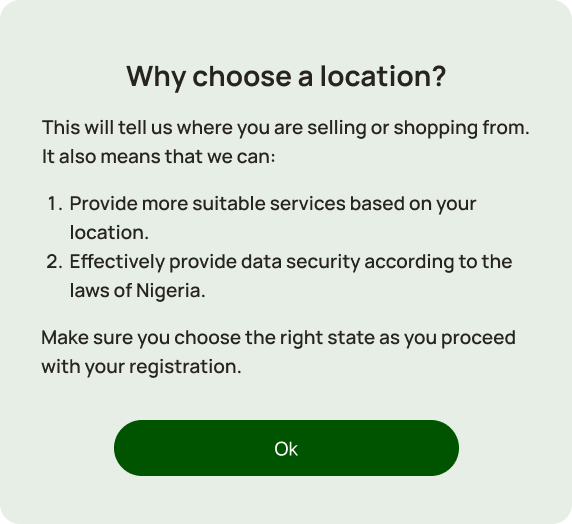 Why choose a location?
This will tell us where you are selling or shopping from.
It also means that we can:
1. Provide more suitable services based on your
location.
2. Effectively provide data security according to the
laws of Nigeria.
Make sure you choose the right state as you proceed
with your registration.
Ok